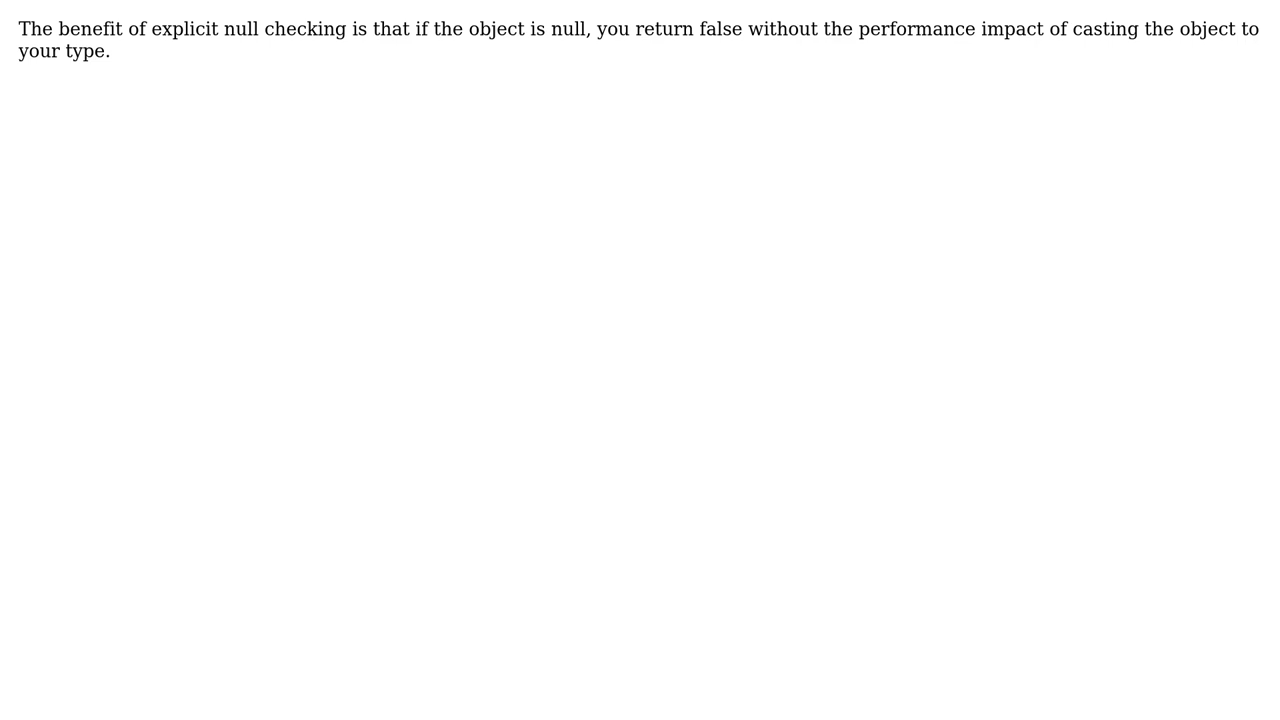 The benefit of explicit null checking is that if the object is null, you return false without the performance impact of casting the object to
your type.